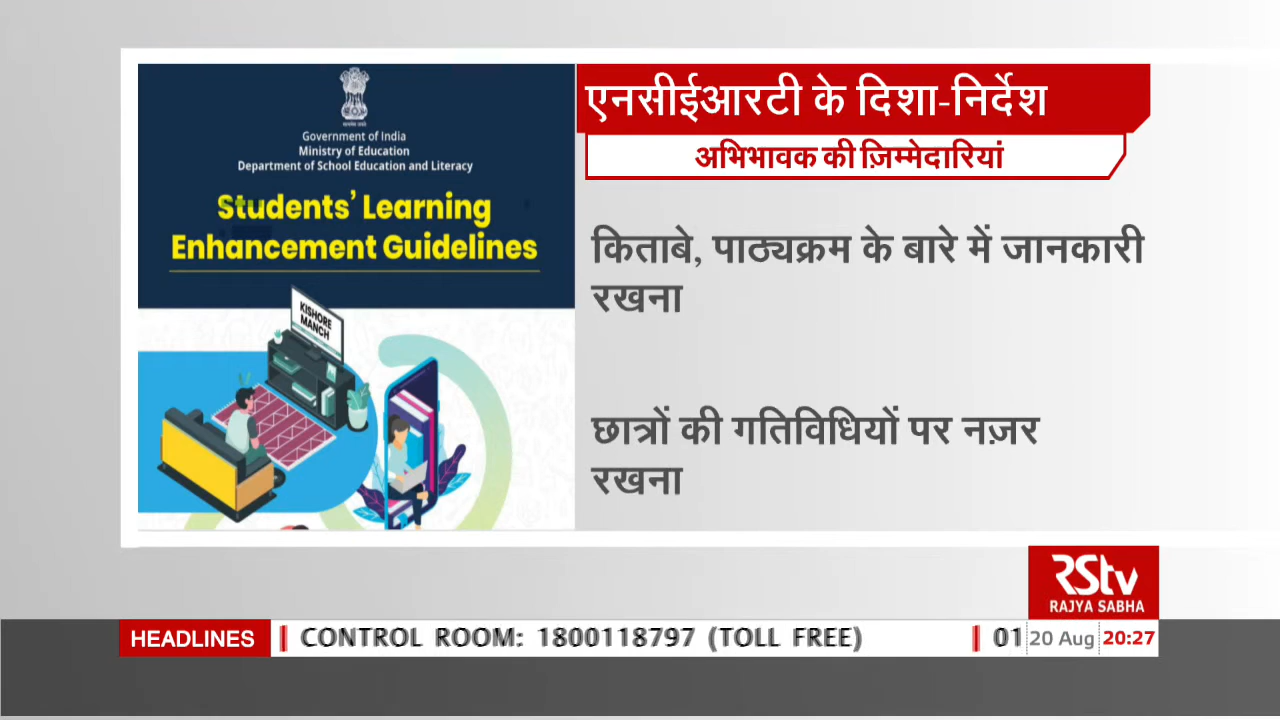 Government of India
Ministry of Education
Department of School Education and Literacy
Students’ Learning
Enhancement Guidelines
KISHORE
MANCH
एनसीईआरटी के दिशा-निर्देश
अभिभावक की ज़िम्मेदारियां
किताबे, पाठ्यक्रम के बारे में जानकारी
रखना
छात्रों की गतिविधियों पर नज़र
रखना
RStv
RAJYA SABHA
HEADLINES
CONTROL ROOM: 1800118797 (TOLL FREE)
01
20 Aug
20:27